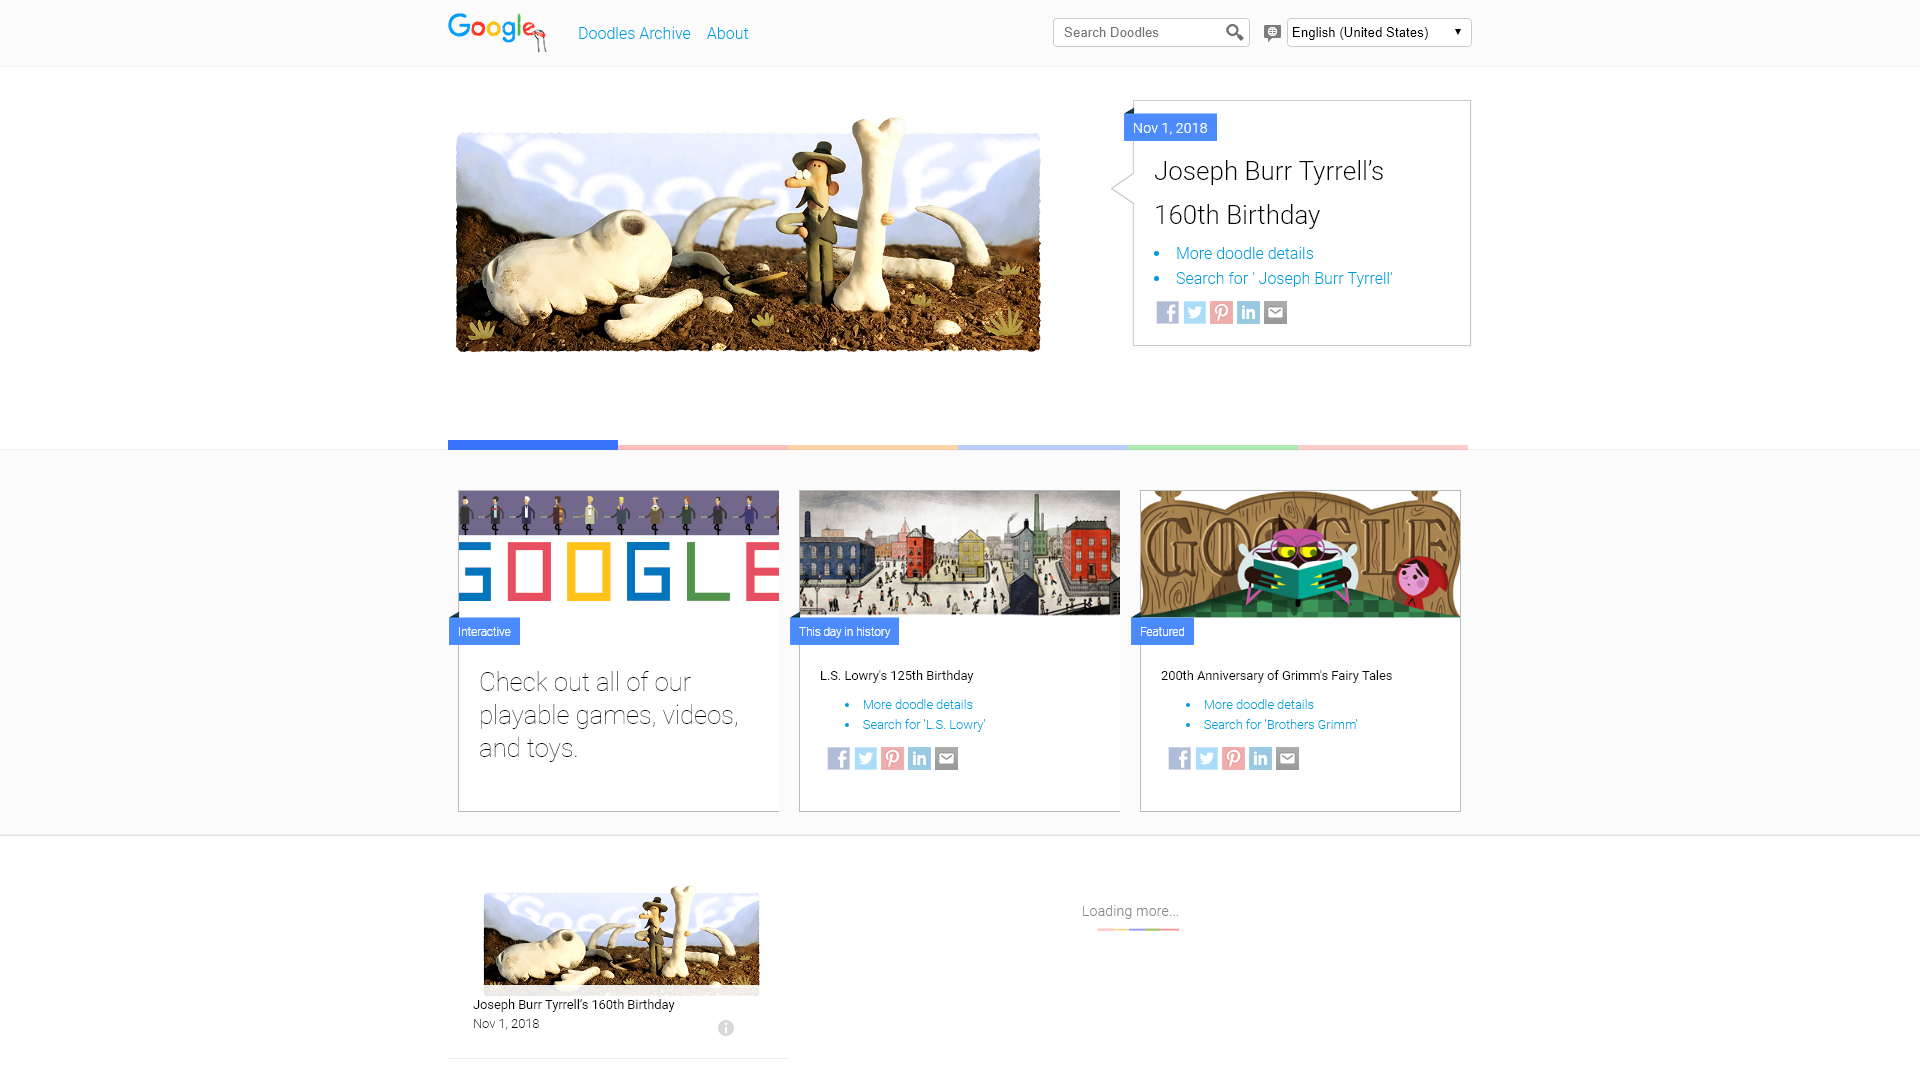 Google
Doodles Archive
About
Search Doodles
English (United States)
Google
Nov 1, 2018
Joseph Burr Tyrrell’s
160th Birthday
More doodle details
Search for ' Joseph Burr Tyrrell'
GOOGLE
Interactive
Check out all of our
playable games, videos,
and toys.
This day in history
L.S. Lowry's 125th Birthday
More doodle details
Search for 'L.S. Lowry'
GOOGLE
Featured
200th Anniversary of Grimm's Fairy Tales
More doodle details
Search for 'Brothers Grimm'
Google
Joseph Burr Tyrrell’s 160th Birthday
Nov 1, 2018
Loading more...